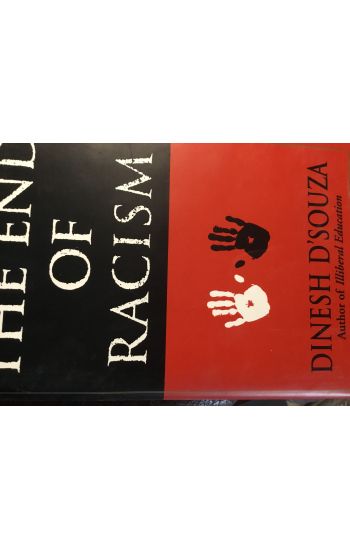 THE END
OF
RACISM
DINESH D'SOUZA
Author of Illiberal Education